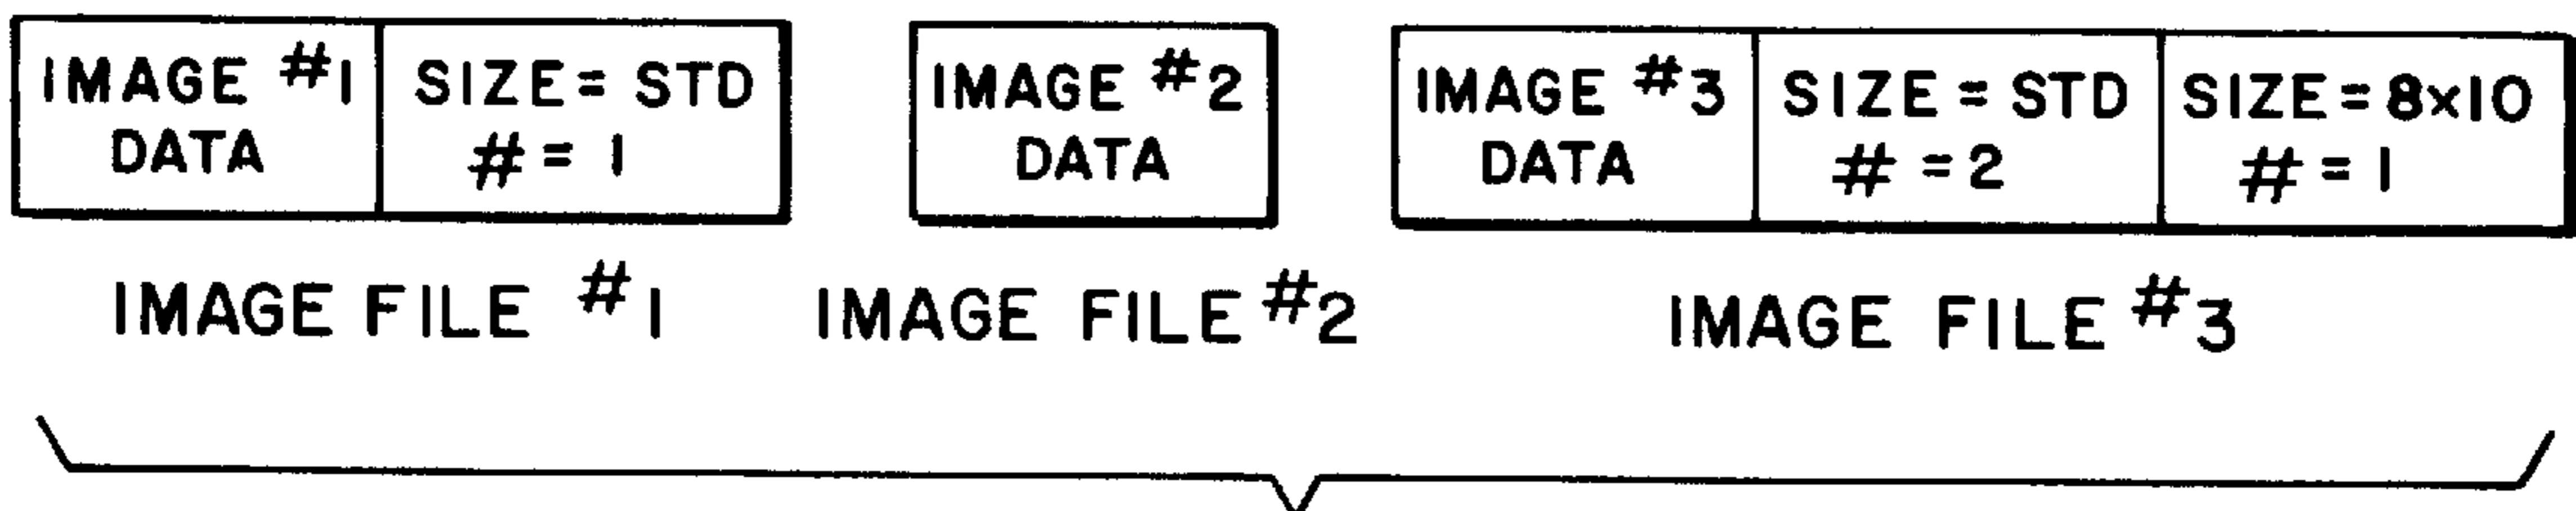 IMAGE #1
DATA
SIZE = STD
# = 1
IMAGE #2
DATA
IMAGE #3
DATA
SIZE = STD
# = 2
SIZE = 8x10
# = 1
IMAGE FILE #1
IMAGE FILE #2
IMAGE FILE #3